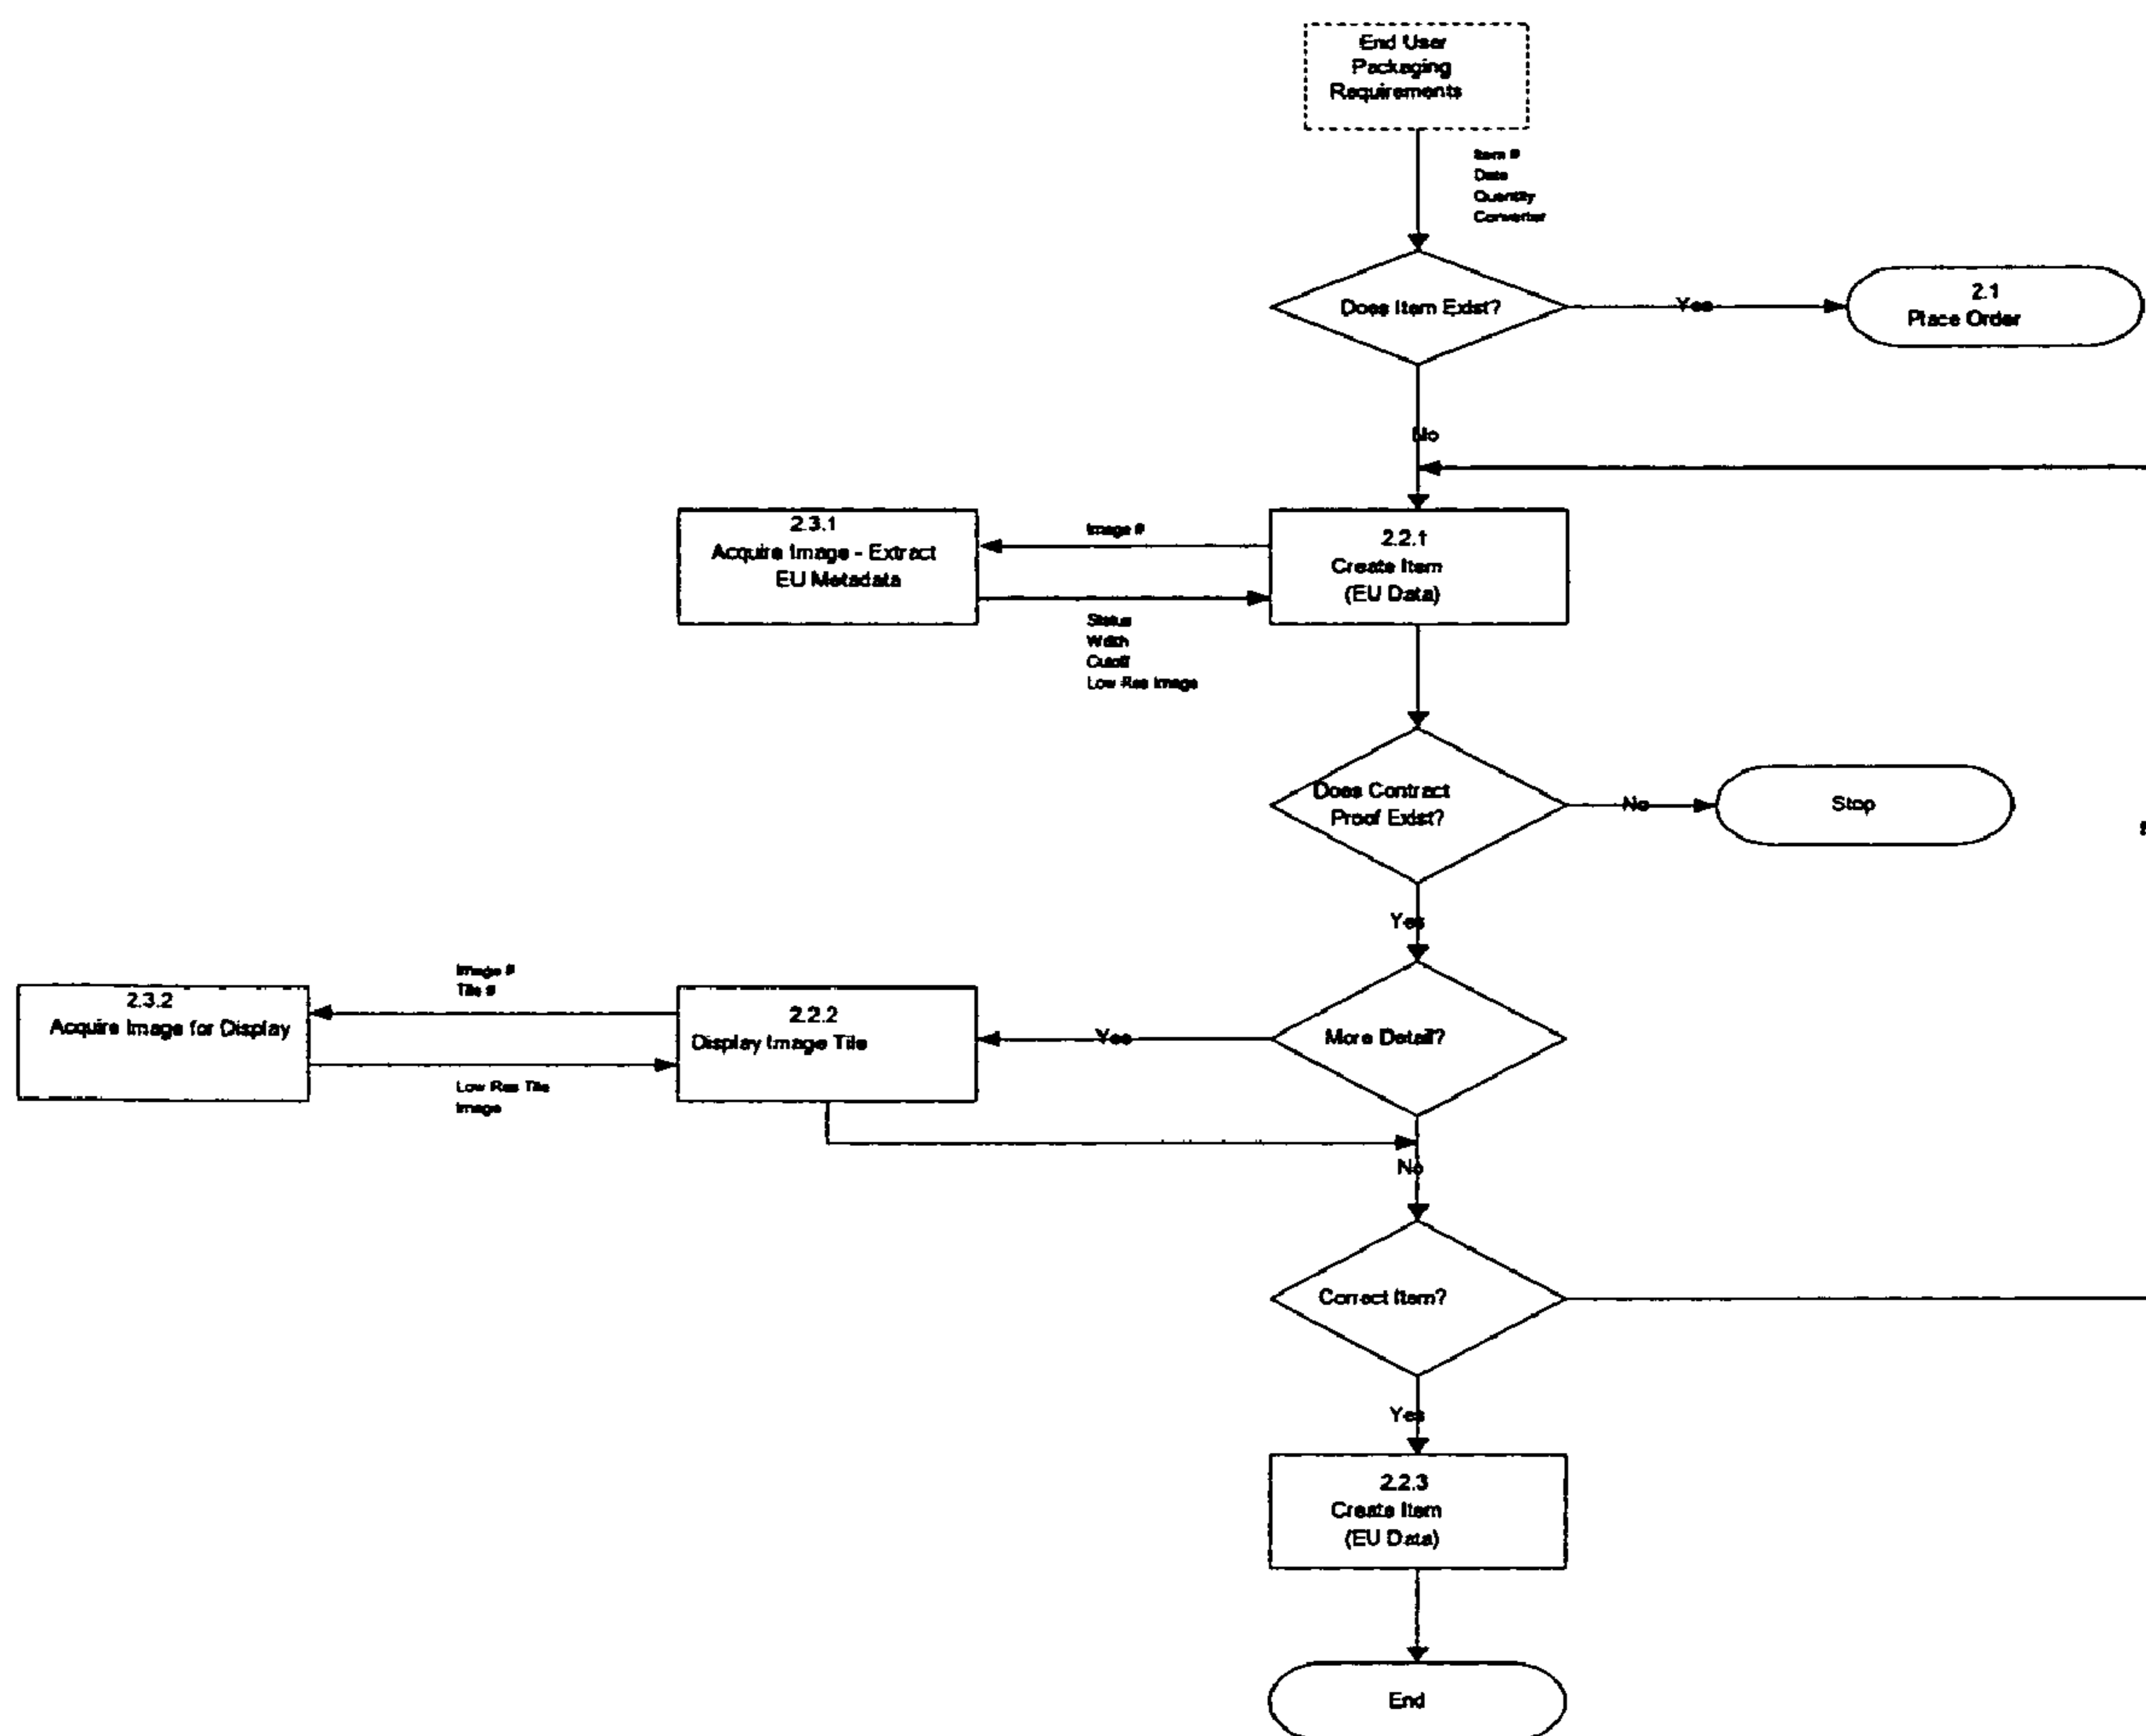 End User
Packaging
Requirements
Item #
Date
Quantity
Converter
Does Item Exist?
Yes
2.1
Place Order
No
2.3.1
Acquire Image - Extract
EU Metadata
Image #
2.2.1
Create Item
(EU Data)
Status
Width
Cutoff
Low Res Image
Does Contract
Proof Exist?
No
Stop
Yes
Image #
Tile #
2.3.2
Acquire Image for Display
2.2.2
Display Image Tile
Yes
More Detail?
Low Res Tile
Image
No
Correct Item?
Yes
2.2.3
Create Item
(EU Data)
End